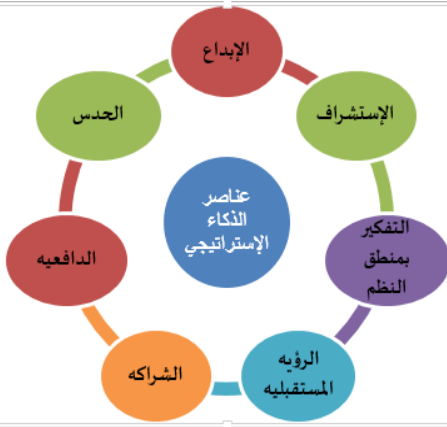 الإبداع
الإستشراف
التفكير
بمنطق
النظم
الرؤيه
المستقبليه
الشراكه
الدافعيه
الحدس
عناصر
الذكاء
الإستراتيجي